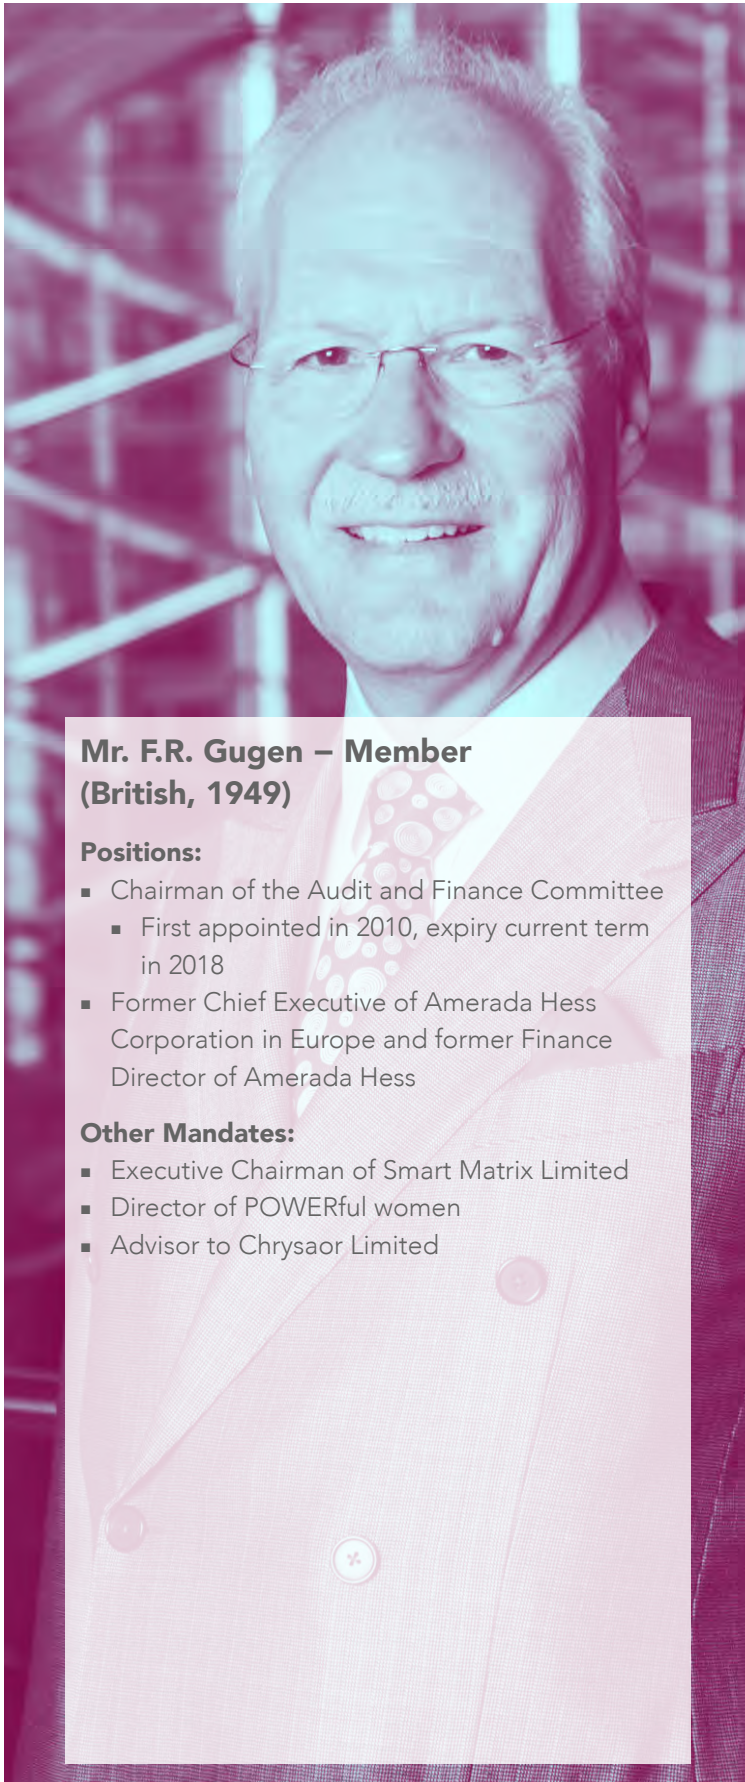 Mr. F.R. Gugen – Member
(British, 1949)
Positions:
▪ Chairman of the Audit and Finance Committee
▪ First appointed in 2010, expiry current term
in 2018
▪ Former Chief Executive of Amerada Hess
Corporation in Europe and former Finance
Director of Amerada Hess
Other Mandates:
▪ Executive Chairman of Smart Matrix Limited
▪ Director of POWERful women
▪ Advisor to Chrysaor Limited